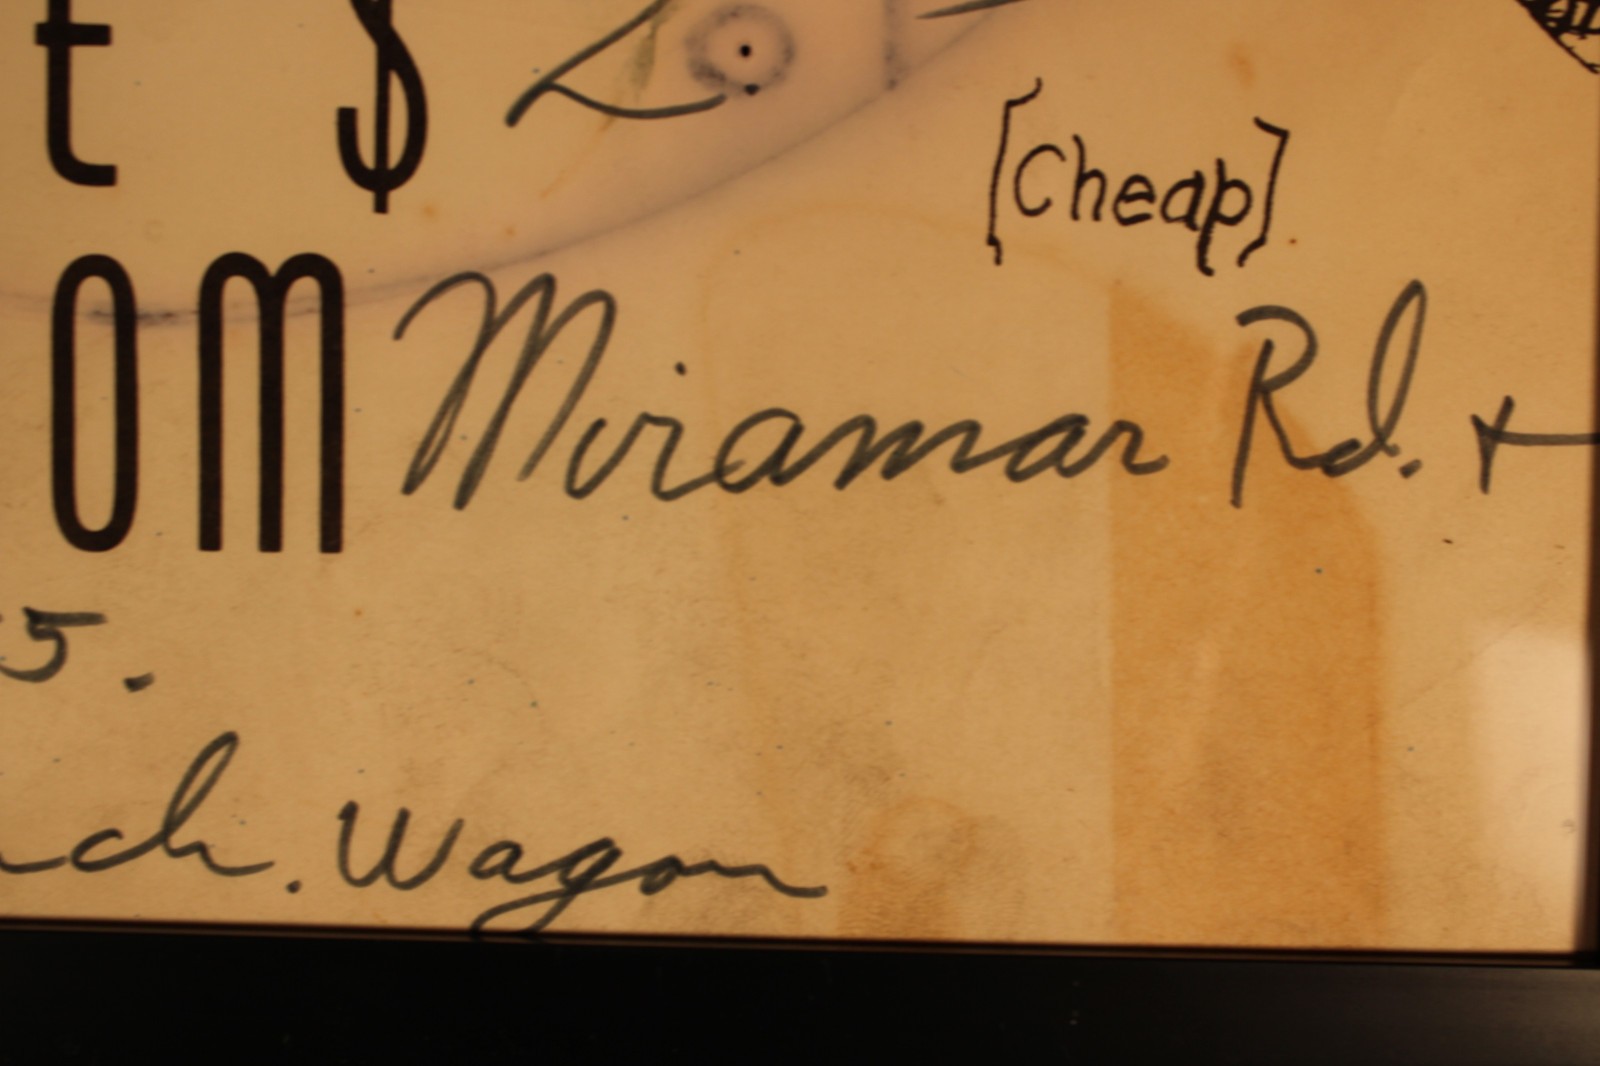 t $
[Cheap]
om Miramar Rd. +
5.
ch. Wagon